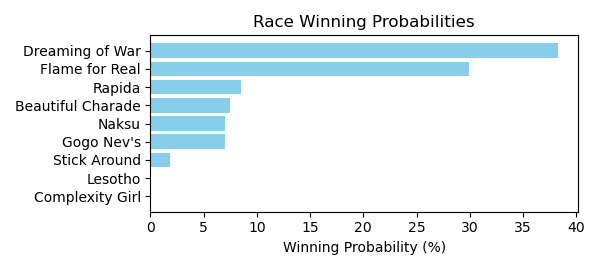 Race Winning Probabilities
Dreaming of War
Flame for Real
Rapida
Beautiful Charade
Naksu
Gogo Nev's
Stick Around
Lesotho
Complexity Girl
0 5 10 15 20 25 30 35 40
Winning Probability (%)